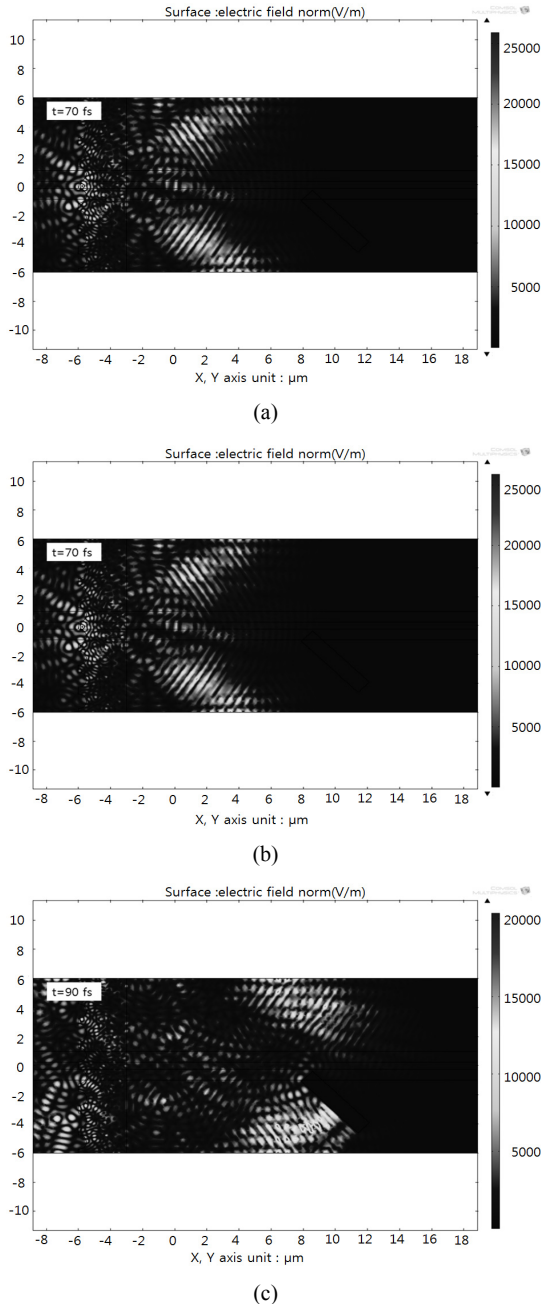 Surface :electric field norm(V/m)
COMSOL
MULTIPHYSICS
10
8
6
4
2
0
-2
-4
-6
-8
-10
t=70 fs
25000
20000
15000
10000
5000
-8 -6 -4 -2 0 2 4 6 8 10 12 14 16 18
X, Y axis unit : μm
(a)
Surface :electric field norm(V/m)
COMSOL
MULTIPHYSICS
10
8
6
4
2
0
-2
-4
-6
-8
-10
t=70 fs
25000
20000
15000
10000
5000
-8 -6 -4 -2 0 2 4 6 8 10 12 14 16 18
X, Y axis unit : μm
(b)
Surface :electric field norm(V/m)
COMSOL
MULTIPHYSICS
10
8
6
4
2
0
-2
-4
-6
-8
-10
t=90 fs
20000
15000
10000
5000
-8 -6 -4 -2 0 2 4 6 8 10 12 14 16 18
X, Y axis unit : μm
(c)